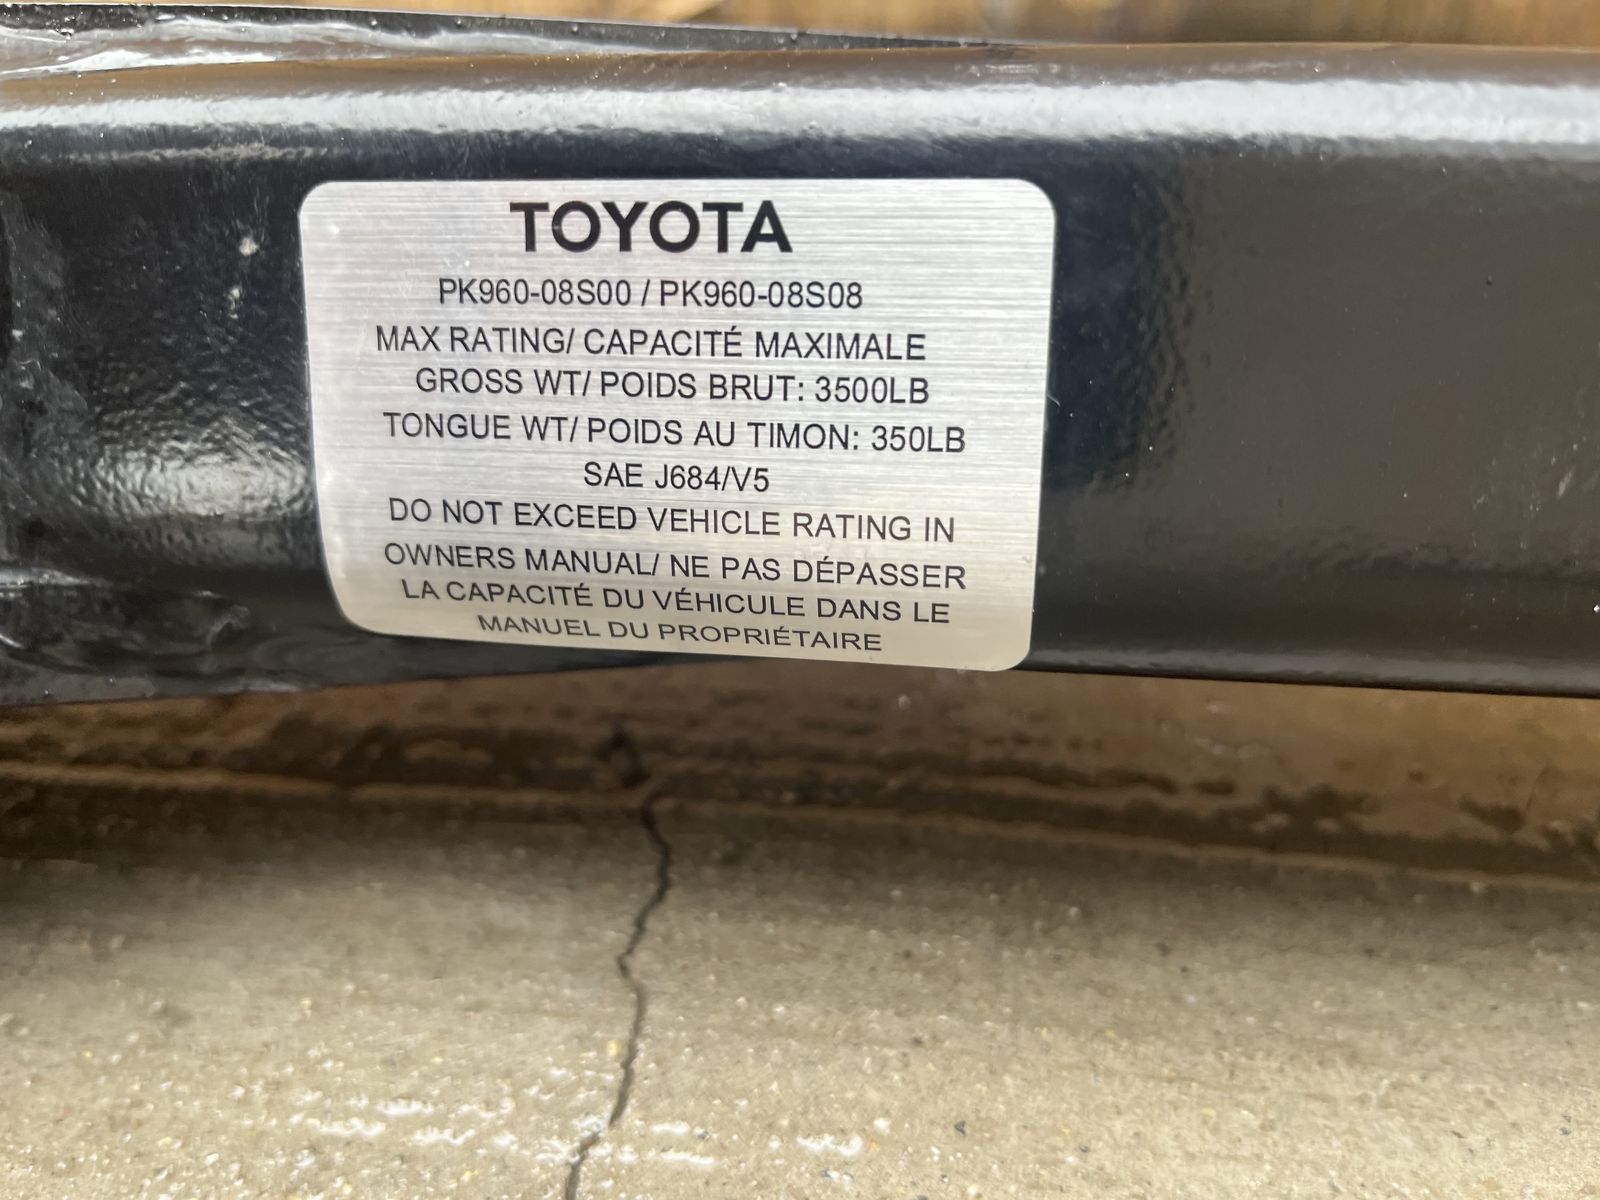 TOYOTA
PK960-08S00 / PK960-08S08
MAX RATING/ CAPACITÉ MAXIMALE
GROSS WT/ POIDS BRUT: 3500LB
TONGUE WT/ POIDS AU TIMON: 350LB
SAE J684/V5
DO NOT EXCEED VEHICLE RATING IN
OWNERS MANUAL/ NE PAS DÉPASSER
LA CAPACITÉ DU VÉHICULE DANS LE
MANUEL DU PROPRIÉTAIRE